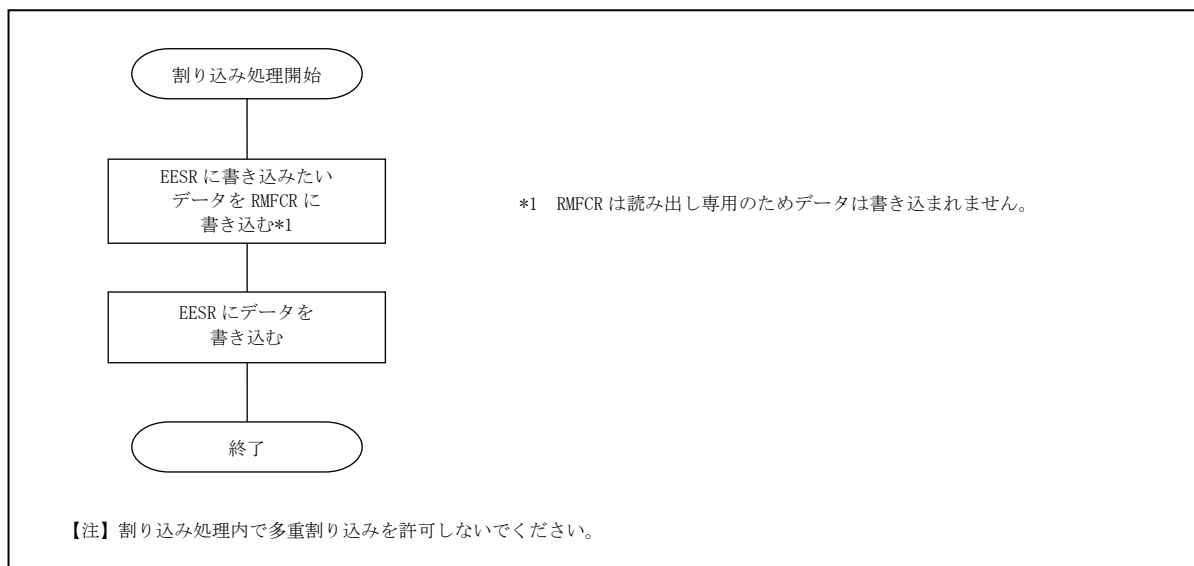 割り込み処理開始
EESR に書き込みたい
データを RMFCR に
書き込む*1
*1 RMFCR は読み出し専用のためデータは書き込まれません。
EESR にデータを
書き込む
終了
【注】割り込み処理内で多重割り込みを許可しないでください。